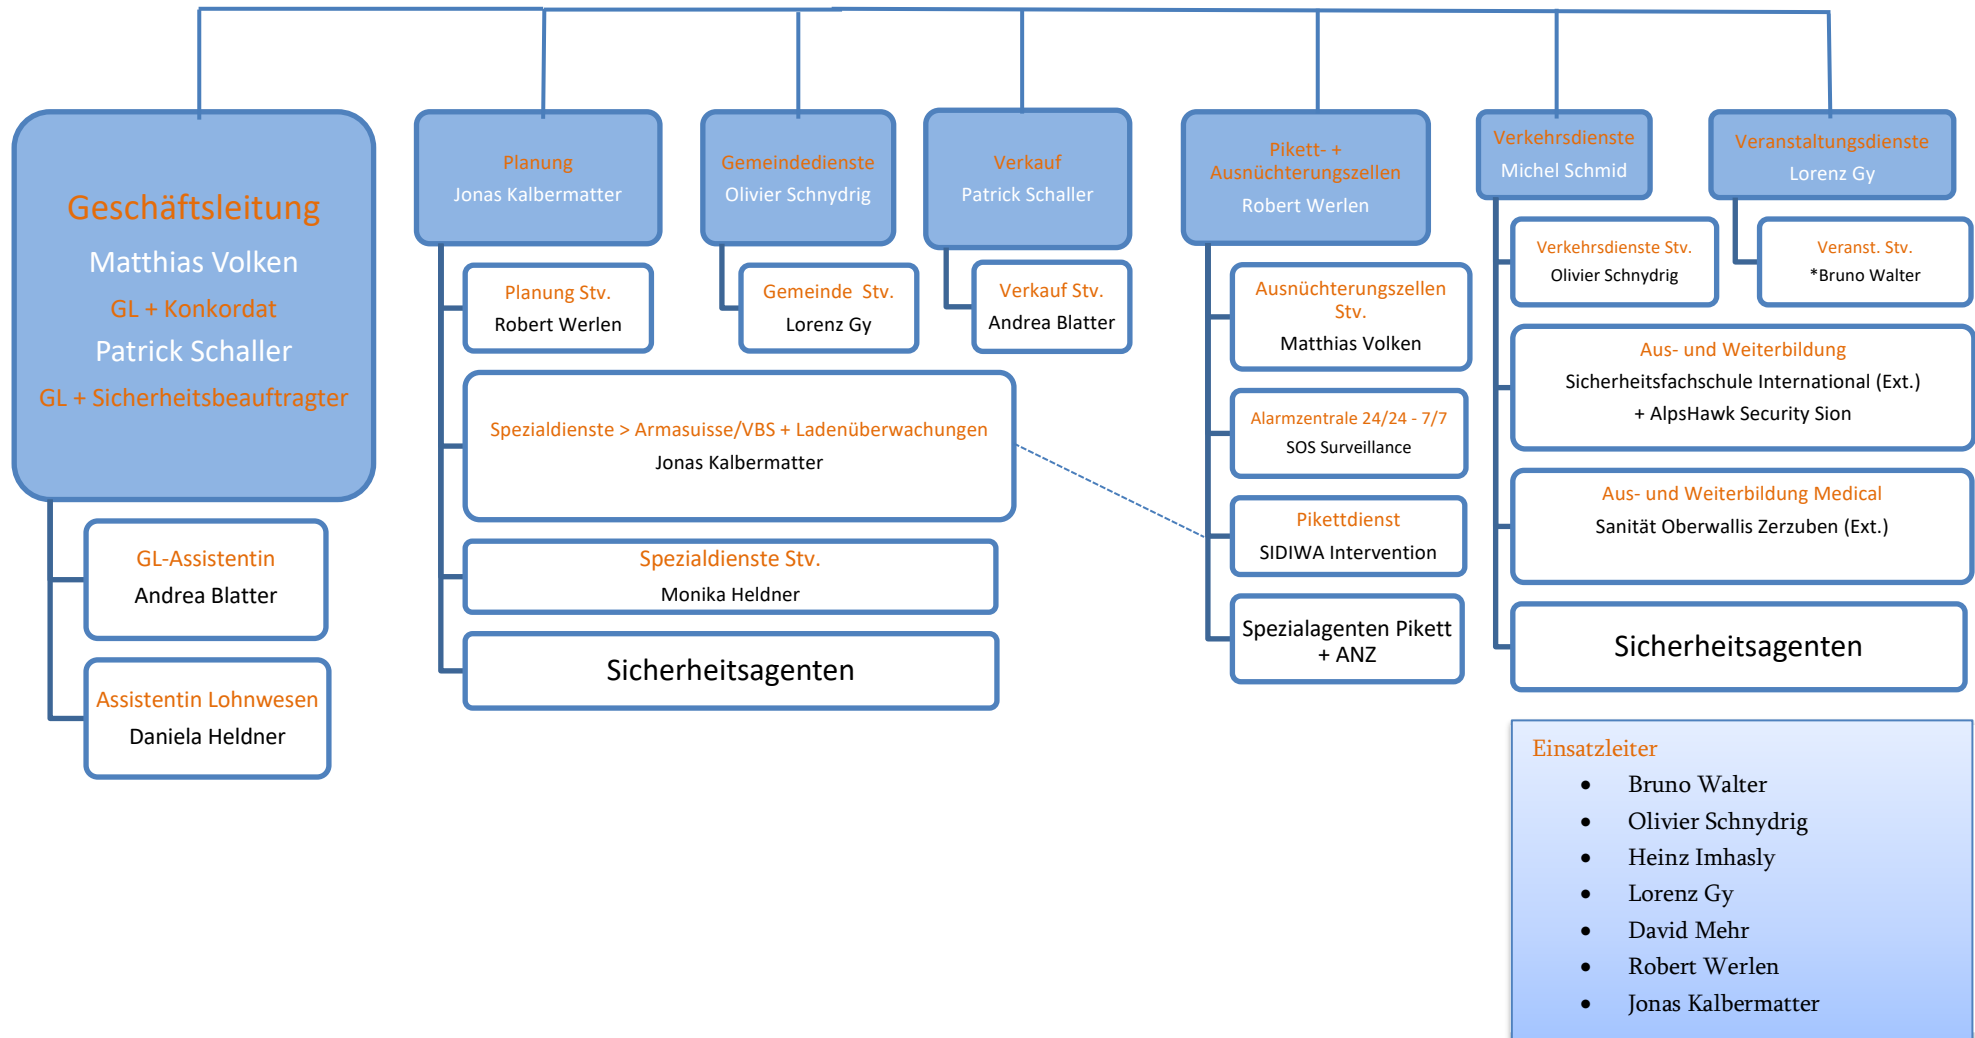 Geschäftsleitung
Matthias Volken
GL + Konkordat
Patrick Schaller
GL + Sicherheitsbeauftragter
GL-Assistentin
Andrea Blatter
Assistentin Lohnwesen
Daniela Heldner
Planung
Jonas Kalbermatter
Planung Stv.
Robert Werlen
Spezialdienste > Armasuisse/VBS + Ladenüberwachungen
Jonas Kalbermatter
Spezialdienste Stv.
Monika Heldner
Sicherheitsagenten
Gemeindedienste
Olivier Schnydrig
Gemeinde Stv.
Lorenz Gy
Verkauf
Patrick Schaller
Verkauf Stv.
Andrea Blatter
Pikett- +
Ausnüchterungszellen
Robert Werlen
Ausnüchterungszellen
Stv.
Matthias Volken
Alarmzentrale 24/24 - 7/7
SOS Surveillance
Pikettdienst
SIDIWA Intervention
Spezialagenten Pikett
+ ANZ
Verkehrsdienste
Michel Schmid
Verkehrsdienste Stv.
Olivier Schnydrig
Aus- und Weiterbildung
Sicherheitsfachschule International (Ext.)
+ AlpsHawk Security Sion
Aus- und Weiterbildung Medical
Sanität Oberwallis Zerzuben (Ext.)
Sicherheitsagenten
Veranstaltungsdienste
Lorenz Gy
Veranst. Stv.
*Bruno Walter
Einsatzleiter
• Bruno Walter
• Olivier Schnydrig
• Heinz Imhasly
• Lorenz Gy
• David Mehr
• Robert Werlen
• Jonas Kalbermatter